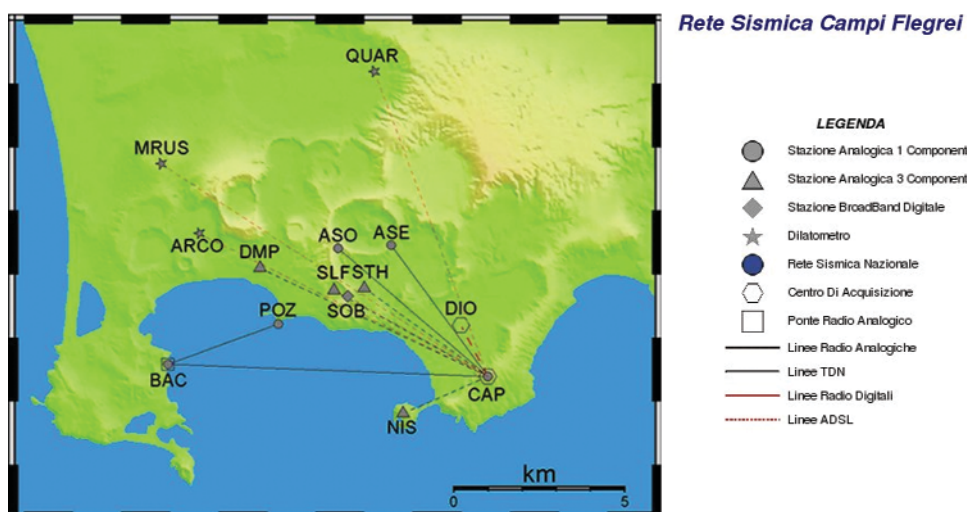 Rete Sismica Campi Flegrei
QUAR
MRUS
ARCO
DMP
ASO
ASE
SLF
STH
SOB
POZ
DIO
BAC
CAP
NIS
km
0 5
LEGENDA
Stazione Analogica 1 Component
Stazione Analogica 3 Component
Stazione BroadBand Digitale
Dilatometro
Rete Sismica Nazionale
Centro Di Acquisizione
Ponte Radio Analogico
Linee Radio Analogiche
Linee TDN
Linee Radio Digitali
Linee ADSL